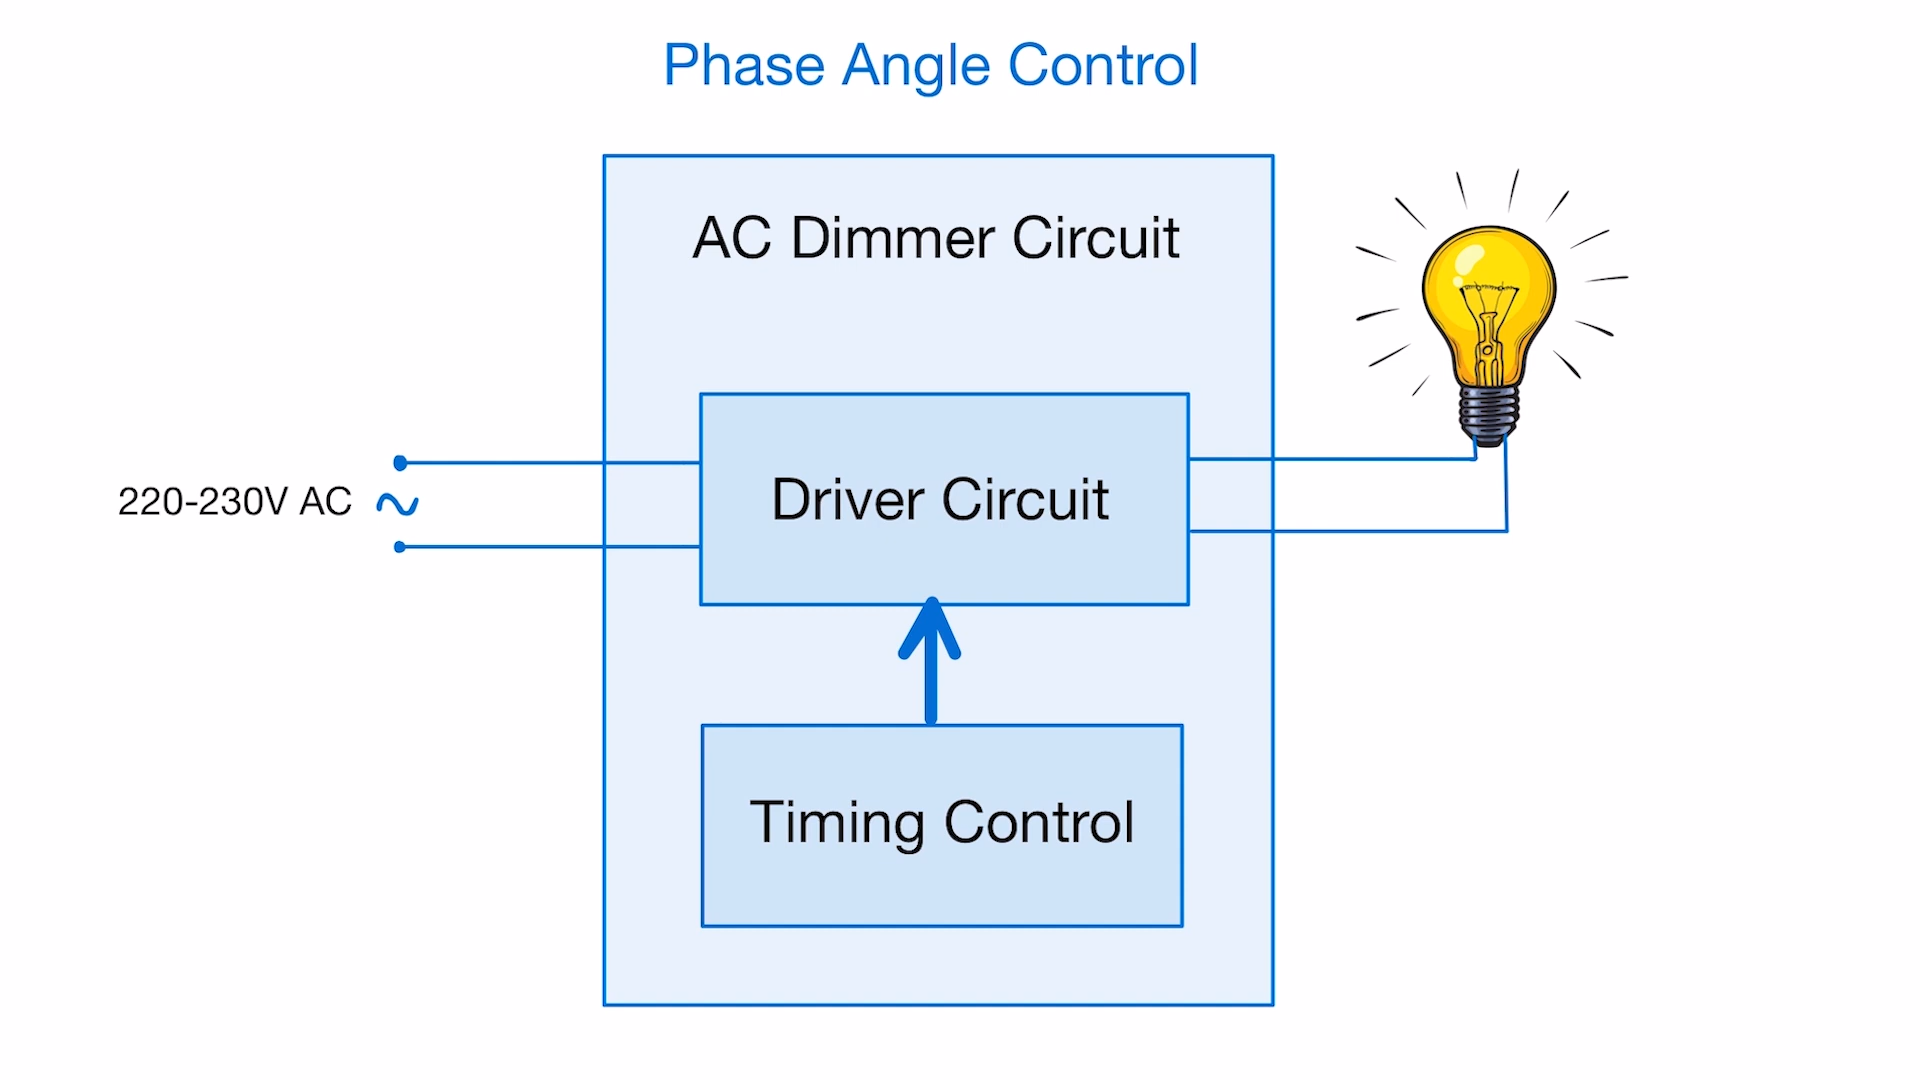 Phase Angle Control
AC Dimmer Circuit
220-230V AC
Driver Circuit
Timing Control